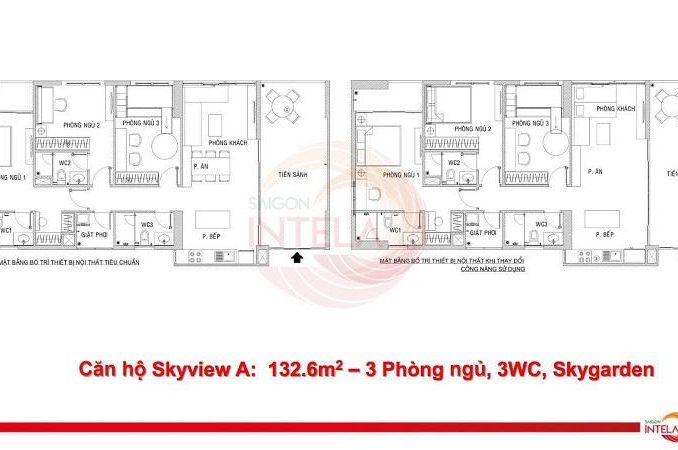 PHÒNG NGỦ 2
PHÒNG NGỦ 3
PHÒNG KHÁCH
WC2
P. ĂN
NGỦ 1
TIỀN SẢNH
WC1
GIẶT PHƠI
WC3
P. BẾP
MẶT BẰNG BỐ TRÍ THIẾT BỊ NỘI THẤT TIÊU CHUẨN
PHÒNG KHÁCH
PHÒNG NGỦ 2
PHÒNG NGỦ 3
WC2
P. ĂN
PHÒNG NGỦ 1
TIỀN
WC1
GIẶT PHƠI
WC3
P. BẾP
MẶT BẰNG BỐ TRÍ THIẾT BỊ NỘI THẤT KHI THAY ĐỔI
CÔNG NĂNG SỬ DỤNG
SAIGON
INTELA
Căn hộ Skyview A: 132.6m² – 3 Phòng ngủ, 3WC, Skygarden
SAIGON
INTELA